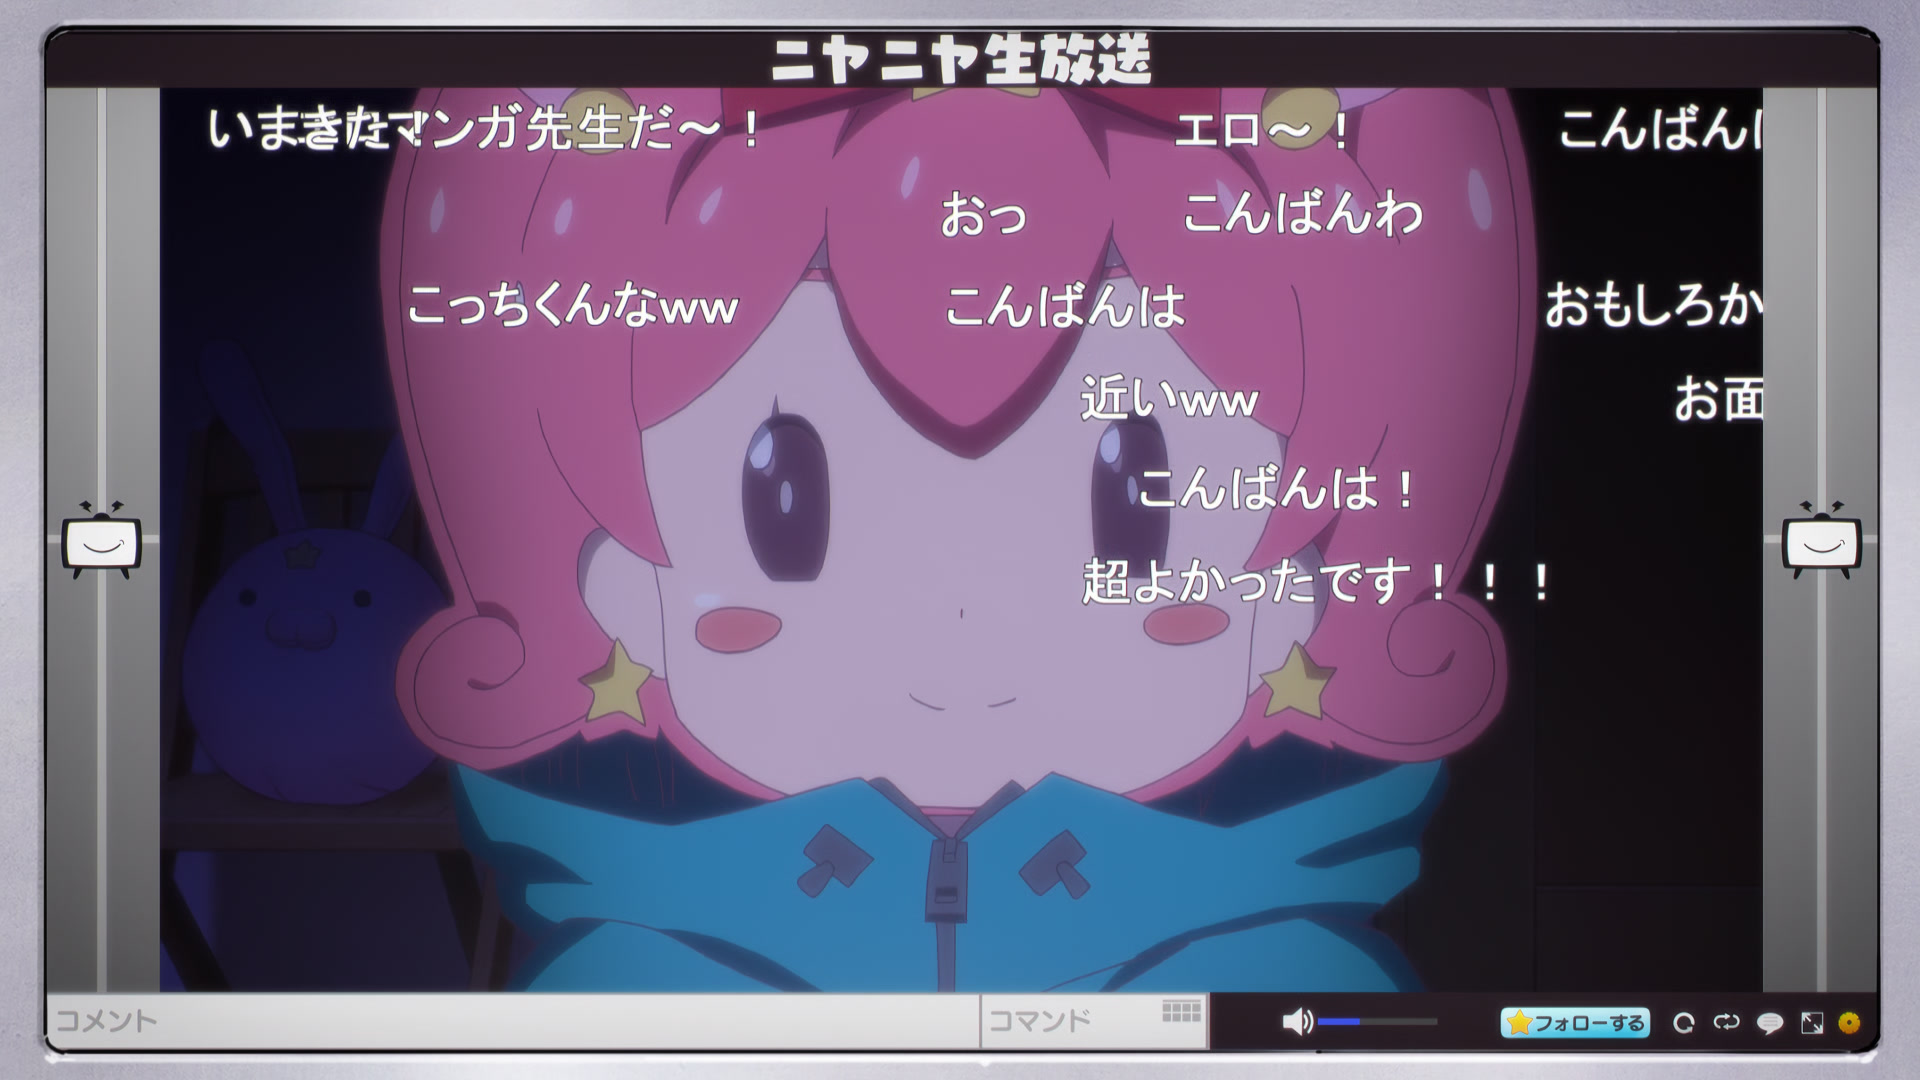 ニヤニヤ生放送
いまきた！
マンガ先生だ～！
エロ～！
こんばん
おっ
こんばんわ
こっちくんなww
こんばんは
おもしろか
近いww
お面
こんばんは！
超よかったです！！！
コメント
コマンド
フォローする